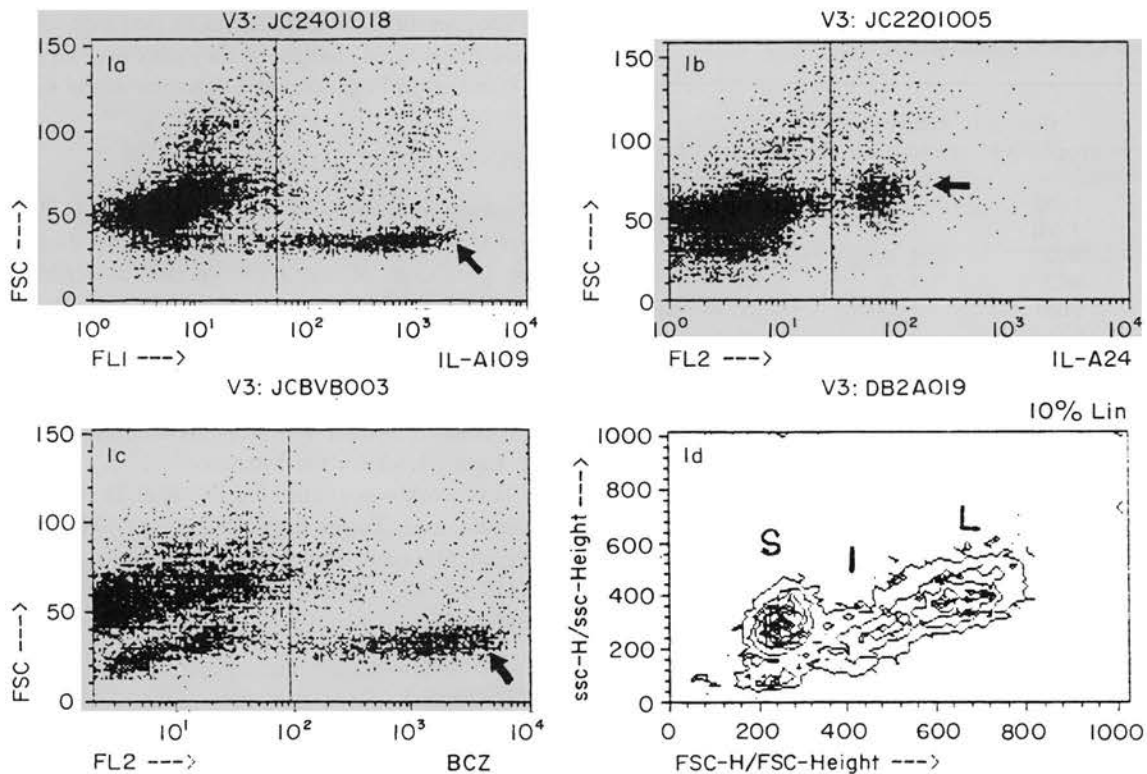 V3: JC2401018
150
100
50
0
1a
FSC --->
10⁰ 10¹ 10² 10³ 10⁴
FL1 --->
IL-A109
V3: JC2201005
150
100
50
0
1b
FSC --->
10⁰ 10¹ 10² 10³ 10⁴
FL2 --->
IL-A24
V3: JCBVB003
150
100
50
0
1c
FSC --->
10¹ 10² 10³ 10⁴
FL2 --->
BCZ
V3: DB2A019
10% Lin
1000
800
600
400
200
0
1d
S
I
L
ssc-H/ssc-Height --->
0 200 400 600 800 1000
FSC-H/FSC-Height --->